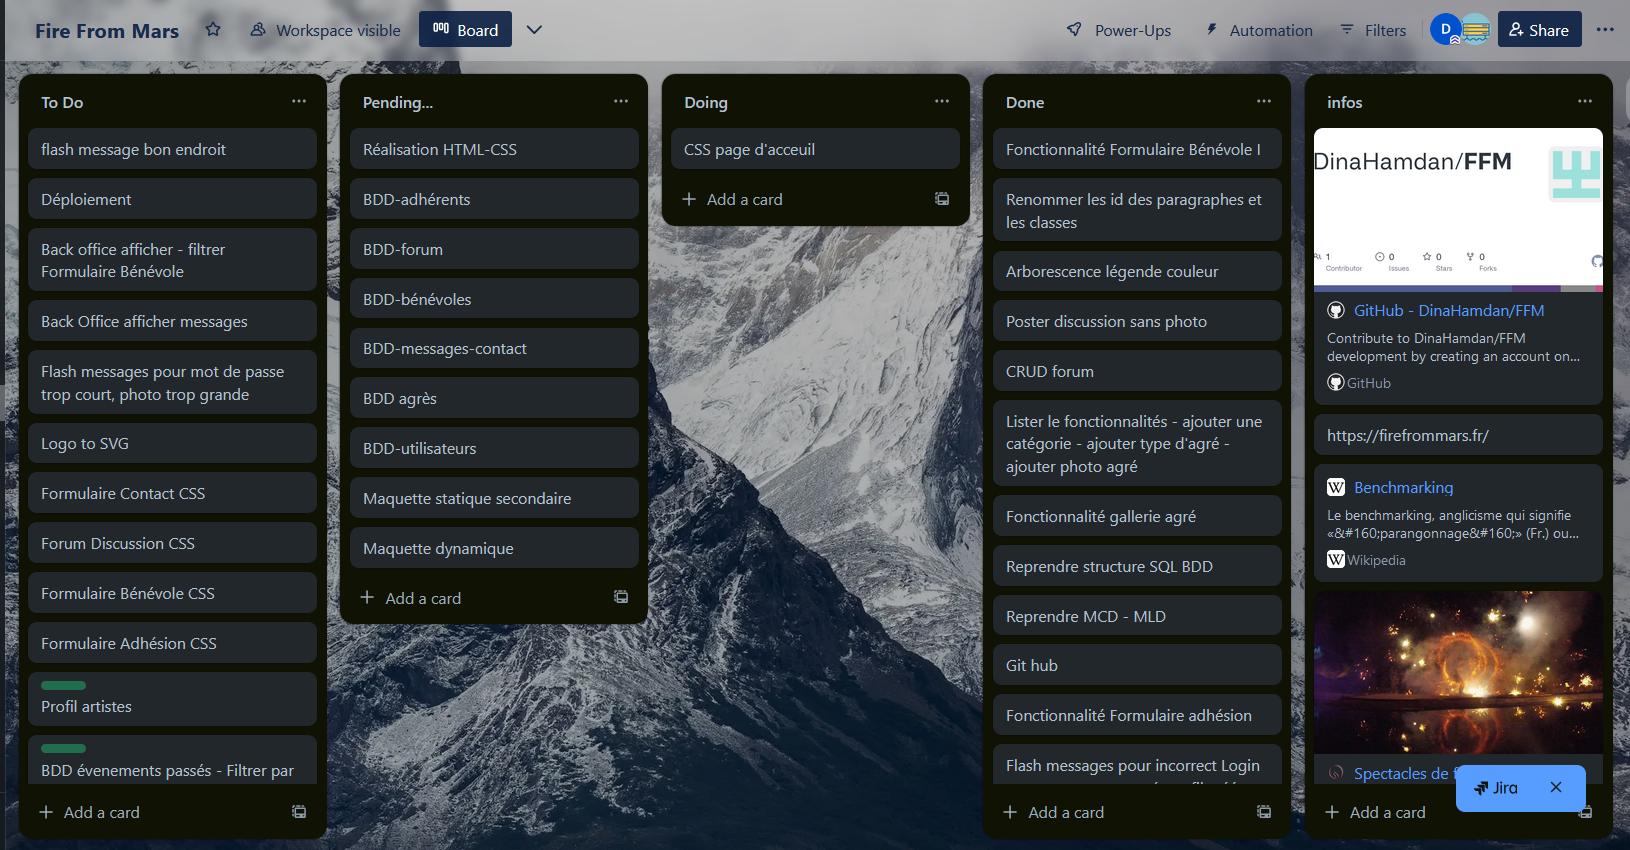 Fire From Mars
Workspace visible
Board
Power-Ups
Automation
Filters
D
Share
To Do
flash message bon endroit
Déploiement
Back office afficher - filtrer
Formulaire Bénévole
Back Office afficher messages
Flash messages pour mot de passe
trop court, photo trop grande
Logo to SVG
Formulaire Contact CSS
Forum Discussion CSS
Formulaire Bénévole CSS
Formulaire Adhésion CSS
Profil artistes
BDD évenements passés - Filtrer par
Add a card
Pending...
Réalisation HTML-CSS
BDD-adhérents
BDD-forum
BDD-bénévoles
BDD-messages-contact
BDD agrès
BDD-utilisateurs
Maquette statique secondaire
Maquette dynamique
Add a card
Doing
CSS page d'acceuil
Add a card
Done
Fonctionnalité Formulaire Bénévole I
Renommer les id des paragraphes et
les classes
Arborescence légende couleur
Poster discussion sans photo
CRUD forum
Lister le fonctionnalités - ajouter une
catégorie - ajouter type d'agré -
ajouter photo agré
Fonctionnalité gallerie agré
Reprendre structure SQL BDD
Reprendre MCD - MLD
Git hub
Fonctionnalité Formulaire adhésion
Flash messages pour incorrect Login
Add a card
infos
DinaHamdan/FFM
1
Contributor
0
Issues
0
Stars
0
Forks
GitHub - DinaHamdan/FFM
Contribute to DinaHamdan/FFM
development by creating an account on...
GitHub
https://firefrommars.fr/
W Benchmarking
Le benchmarking, anglicisme qui signifie
«&#160;parangonnage&#160;» (Fr.) ou...
W Wikipedia
Spectacles de
Jira
Add a card